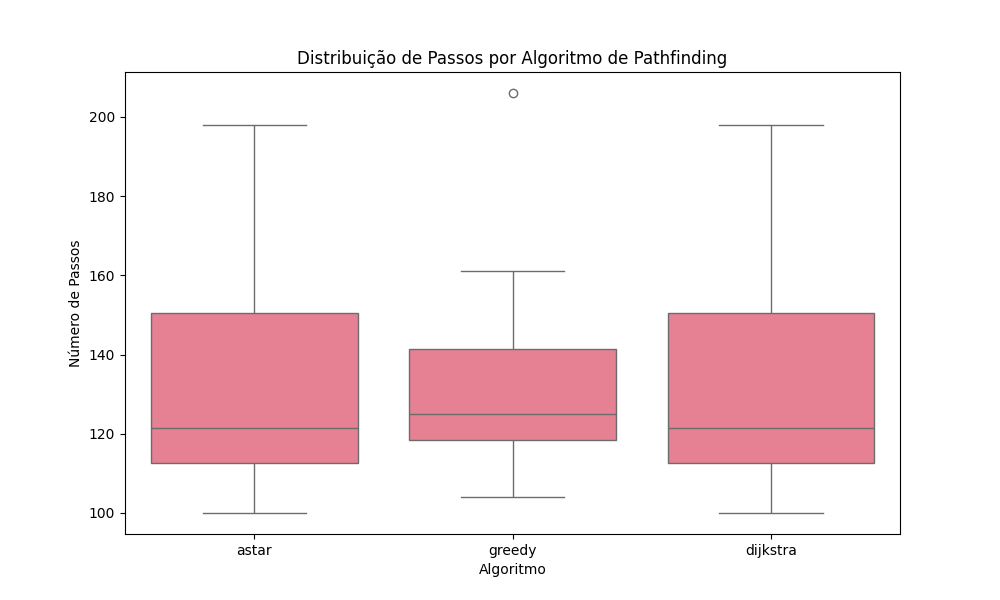 Distribuição de Passos por Algoritmo de Pathfinding
Número de Passos
200
180
160
140
120
100
astar
greedy
dijkstra
Algoritmo